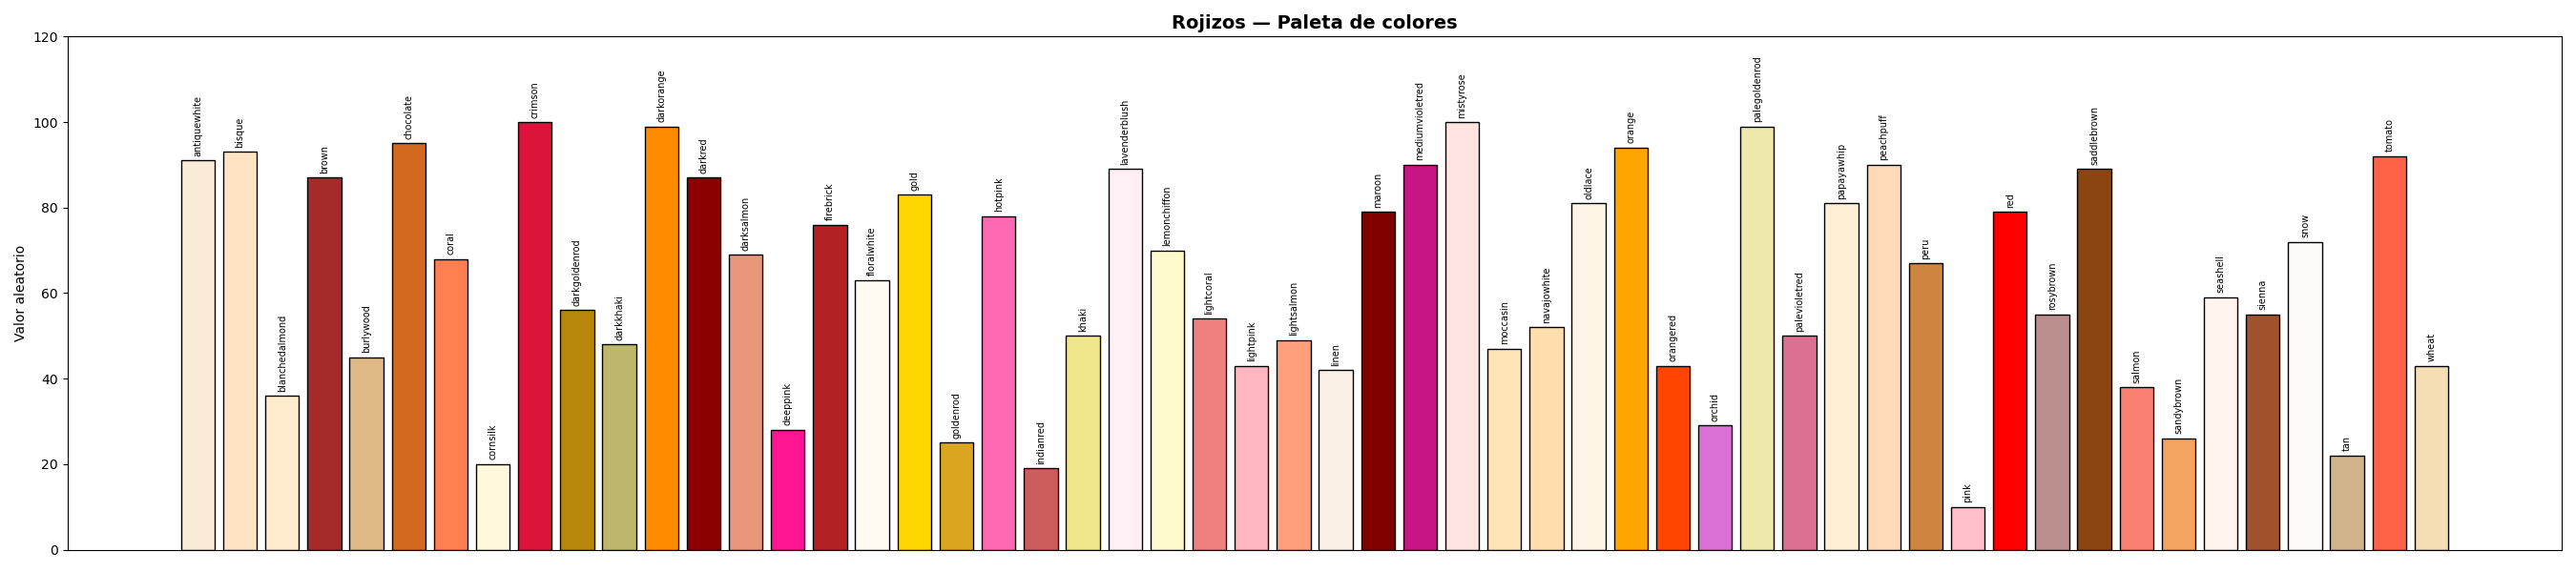 Rojizos — Paleta de colores
Valor aleatorio
120
100
80
60
40
20
0
antiquewhite
bisque
blanchedalmond
brown
burlywood
chocolate
coral
cornsilk
crimson
darkgoldenrod
darkkhaki
darkorange
darkred
darksalmon
deeppink
firebrick
floralwhite
gold
goldenrod
hotpink
indianred
khaki
lavenderblush
lemonchiffon
lightcoral
lightpink
lightsalmon
linen
maroon
mediumvioletred
mistyrose
moccasin
navajowhite
oldlace
orange
orangered
orchid
palegoldenrod
palevioletred
papayawhip
peachpuff
peru
pink
red
rosybrown
saddlebrown
salmon
sandybrown
seashell
sienna
snow
tan
tomato
wheat